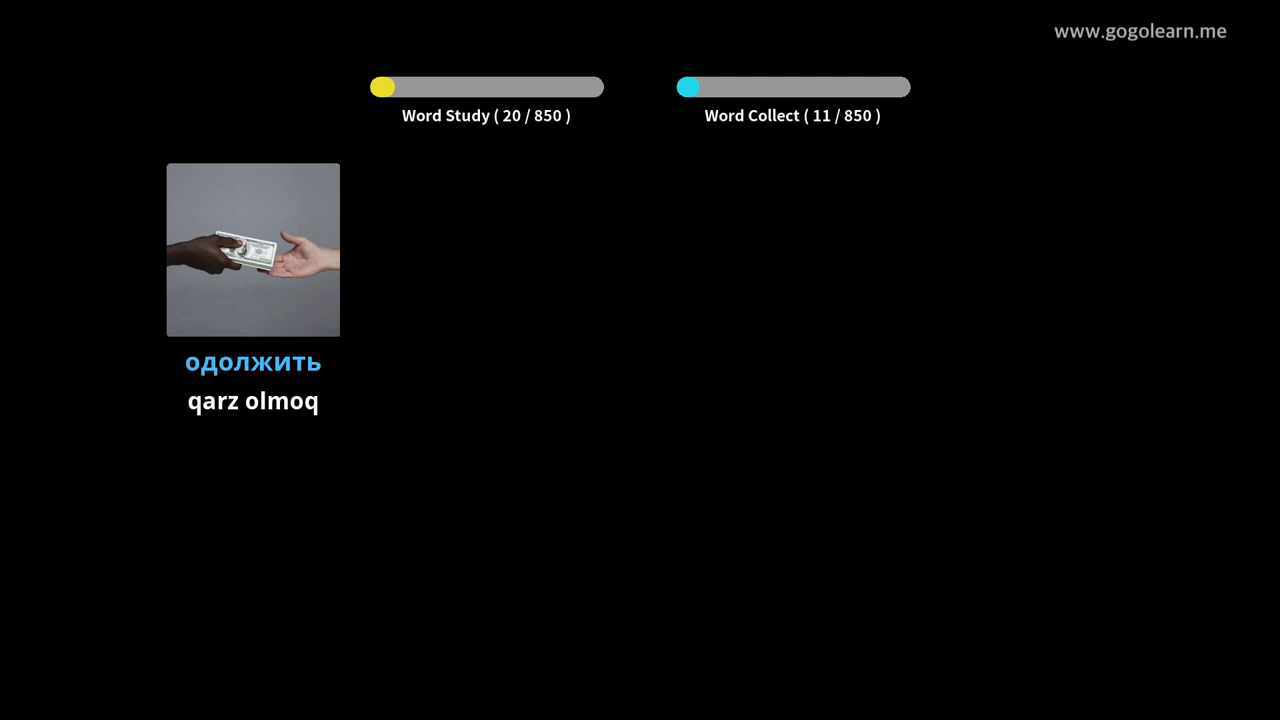 www.gogolearn.me
Word Study ( 20 / 850 )
Word Collect ( 11 / 850 )
одолжить
qarz olmoq